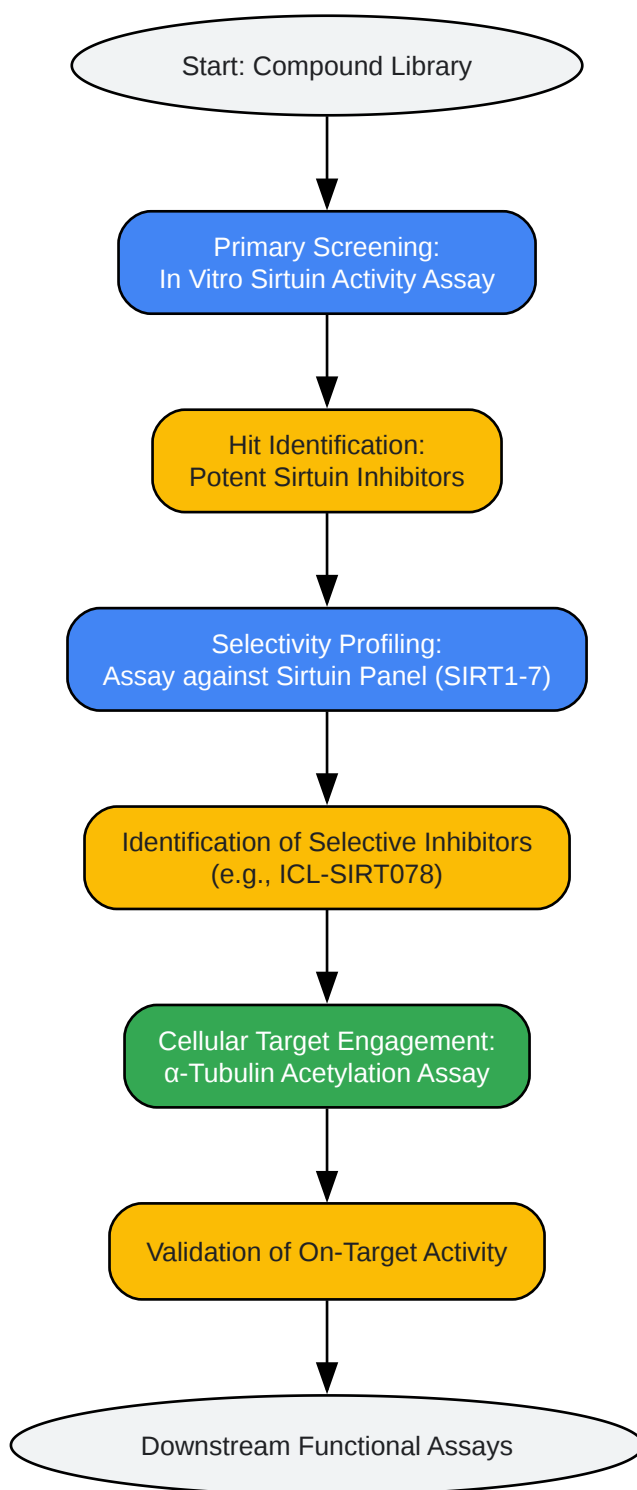 Start: Compound Library
Primary Screening:
In Vitro Sirtuin Activity Assay
Hit Identification:
Potent Sirtuin Inhibitors
Selectivity Profiling:
Assay against Sirtuin Panel (SIRT1-7)
Identification of Selective Inhibitors
(e.g., ICL-SIRT078)
Cellular Target Engagement:
α-Tubulin Acetylation Assay
Validation of On-Target Activity
Downstream Functional Assays